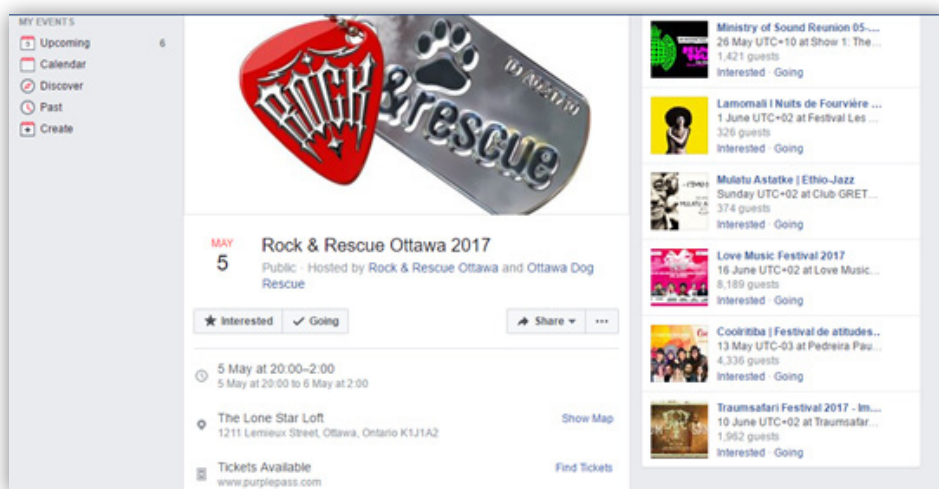 MY EVENTS
Upcoming 6
Calendar
Discover
Past
Create
ROCK
&rescue
MAY
5
Rock & Rescue Ottawa 2017
Public · Hosted by Rock & Rescue Ottawa and Ottawa Dog
Rescue
Interested
Going
Share
5 May at 20:00–2:00
5 May at 20:00 to 6 May at 2:00
The Lone Star Loft
1211 Lemieux Street, Ottawa, Ontario K1J1A2
Show Map
Tickets Available
www.purplepass.com
Find Tickets
Ministry of Sound Reunion 05-...
26 May UTC+10 at Show 1: The...
1,421 guests
Interested · Going
Lamomali l Nuits de Fourvière ...
1 June UTC+02 at Festival Les ...
326 guests
Interested · Going
Mulatu Astatke | Ethio-Jazz
Sunday UTC+02 at Club GRET...
374 guests
Interested · Going
Love Music Festival 2017
16 June UTC+02 at Love Music...
8,189 guests
Interested · Going
Coolritiba | Festival de atitudes...
13 May UTC-03 at Pedreira Pau...
4,336 guests
Interested · Going
Traumsafari Festival 2017 - Im...
10 June UTC+02 at Traumsafar...
1,962 guests
Interested · Going